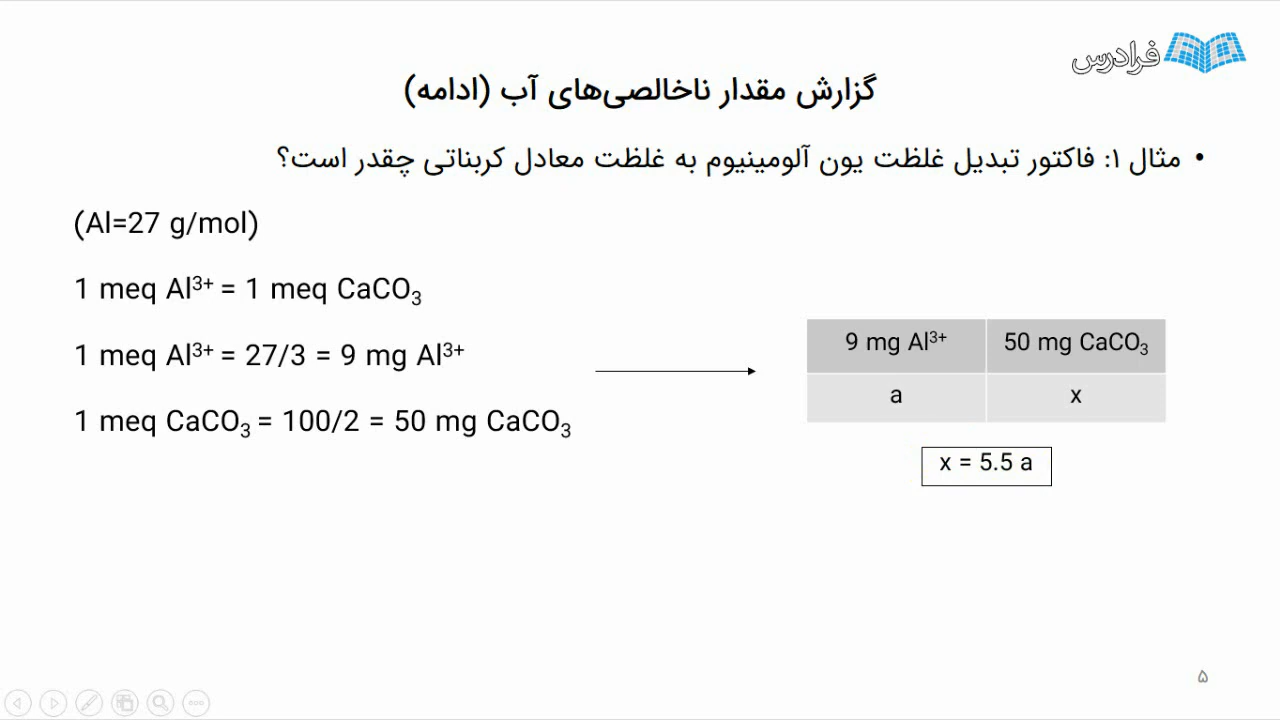 فرادرس
گزارش مقدار ناخالصی‌های آب (ادامه)
• مثال ۱: فاکتور تبدیل غلظت یون آلومینیوم به غلظت معادل کربناتی چقدر است؟
(Al=27 g/mol)
1 meq Al³⁺ = 1 meq CaCO₃
1 meq Al³⁺ = 27/3 = 9 mg Al³⁺
1 meq CaCO₃ = 100/2 = 50 mg CaCO₃
9 mg Al³⁺ 50 mg CaCO₃
a x
x = 5.5 a
۵